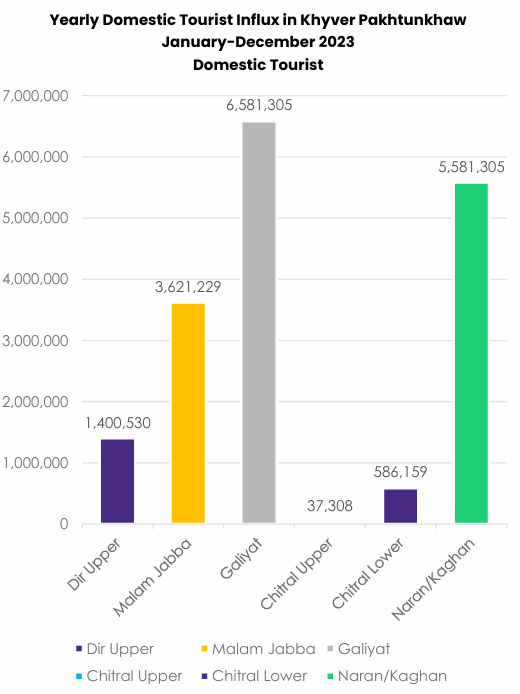 Yearly Domestic Tourist Influx in Khyver Pakhtunkhaw
January-December 2023
Domestic Tourist
7,000,000
6,581,305
6,000,000
5,581,305
5,000,000
4,000,000
3,621,229
3,000,000
2,000,000
1,400,530
1,000,000
586,159
37,308
0
Dir Upper
Malam Jabba
Galiyat
Chitral Upper
Chitral Lower
Naran/Kaghan
Dir Upper Malam Jabba Galiyat
Chitral Upper Chitral Lower Naran/Kaghan